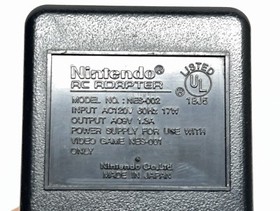 Nintendo®
AC ADAPTER
MODEL NO.: NES-002
INPUT AC120V 60Hz 17W
OUTPUT AC9V 1.3A
POWER SUPPLY FOR USE WITH
VIDEO GAME NES-001
ONLY
Nintendo Co., Ltd.
MADE IN JAPAN
LISTED
UL®
19J6